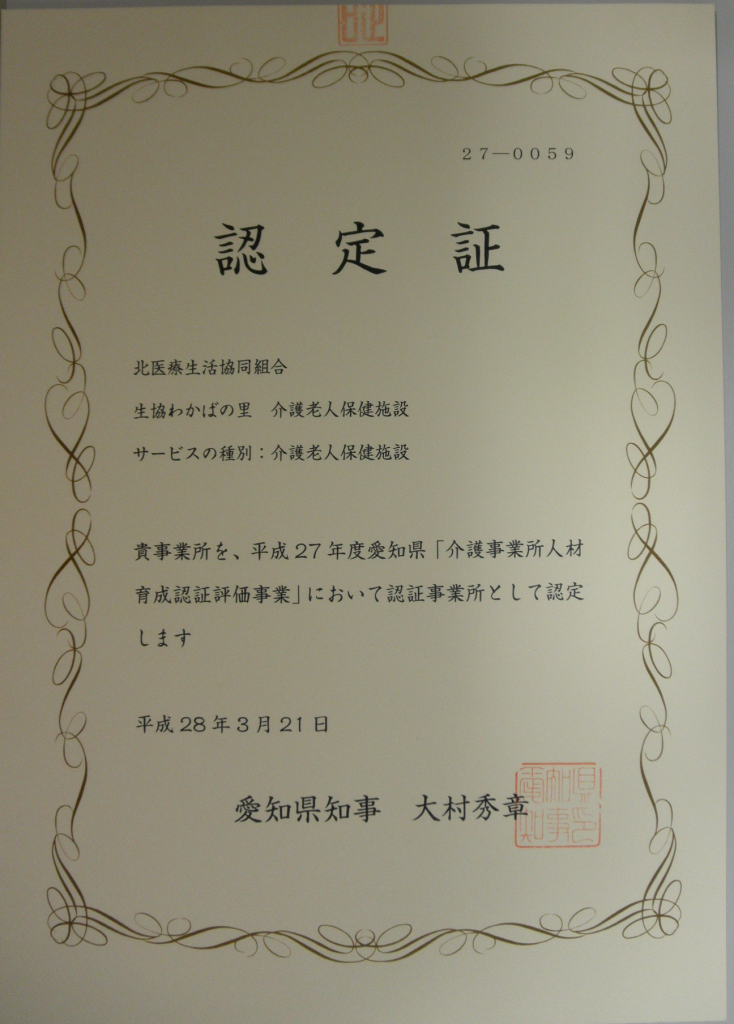 27—0059
認定証
北医療生活協同組合
生協わかばの里　介護老人保健施設
サービスの種別：介護老人保健施設
貴事業所を、平成27年度愛知県「介護事業所人材
育成認証評価事業」において認証事業所として認定
します
平成28年3月21日
愛知県知事　大村秀章